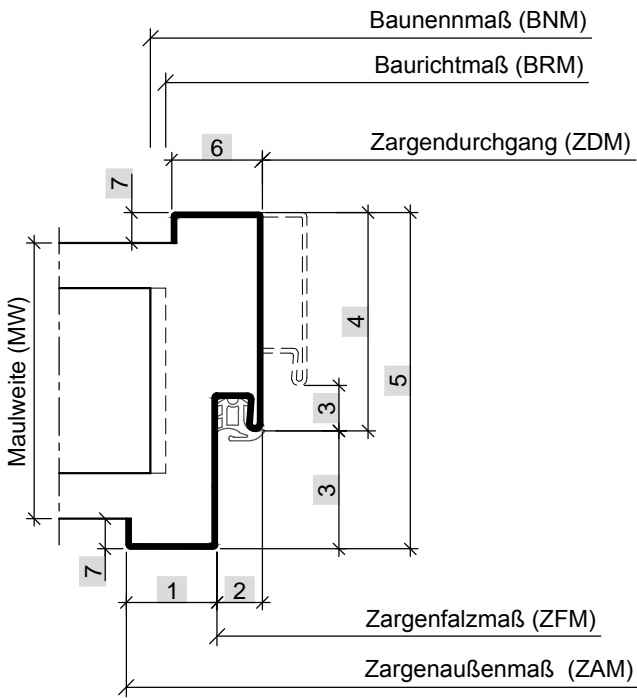 Baunennmaß (BNM)
Baurichtmaß (BRM)
6
Zargendurchgang (ZDM)
7
Maulweite (MW)
4
5
3
3
7
1
2
Zargenfalzmaß (ZFM)
Zargenaußenmaß (ZAM)